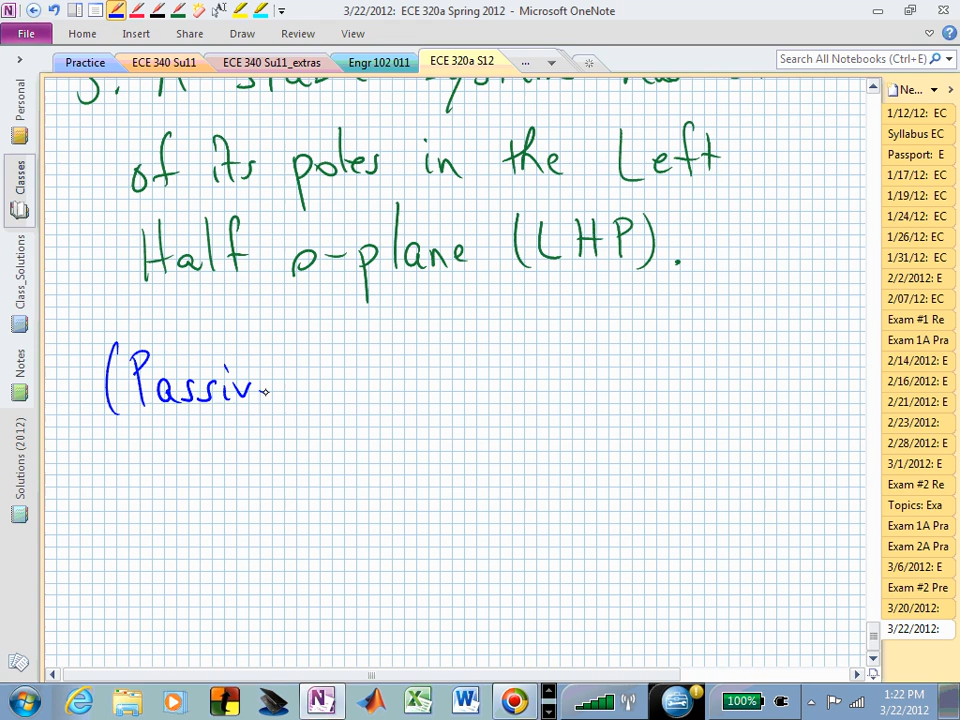 3/22/2012: ECE 320a Spring 2012 - Microsoft OneNote
File Home Insert Share Draw Review View
Practice ECE 340 Su11 ECE 340 Su11_extras Engr 102 011 ECE 320a S12 ...
Search All Notebooks (Ctrl+E)
Personal
Classes
Class_Solutions
Notes
Solutions (2012)
of its poles in the Left
Half s-plane (LHP).
(Passiv
Ne...
1/12/12: EC
Syllabus EC
Passport: E
1/17/12: EC
1/19/12: EC
1/24/12: EC
1/26/12: EC
1/31/12: EC
2/2/2012: E
2/07/12: EC
Exam #1 Re
Exam 1A Pra
2/14/2012: E
2/16/2012: E
2/21/2012: E
2/23/2012:
2/28/2012: E
3/1/2012: E
Exam #2 Re
Topics: Exa
Exam 1A Pra
Exam 2A Pra
3/6/2012: E
Exam #2 Pre
3/20/2012:
3/22/2012:
100%
1:22 PM
3/22/2012